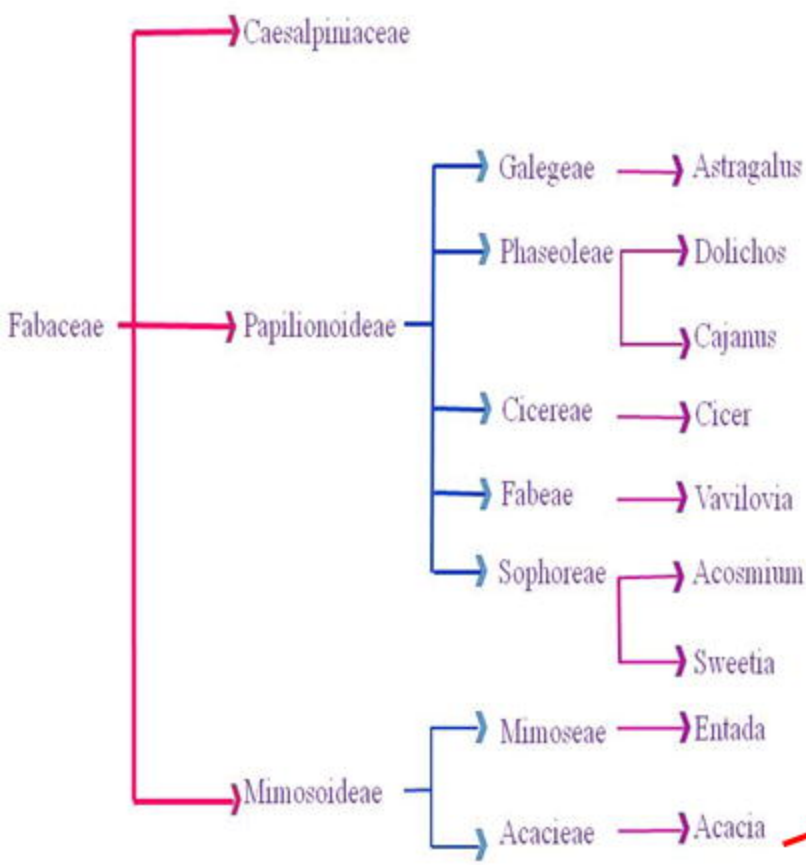 Caesalpiniaceae
Galegeae Astragalus
Phaseoleae Dolichos
Fabaceae Papilionoideae Cajanus
Cicereae Cicer
Fabeae Vavilovia
Sophoreae Acosmium
Sweetia
Mimoseae Entada
Mimosoideae
Acacieae Acacia